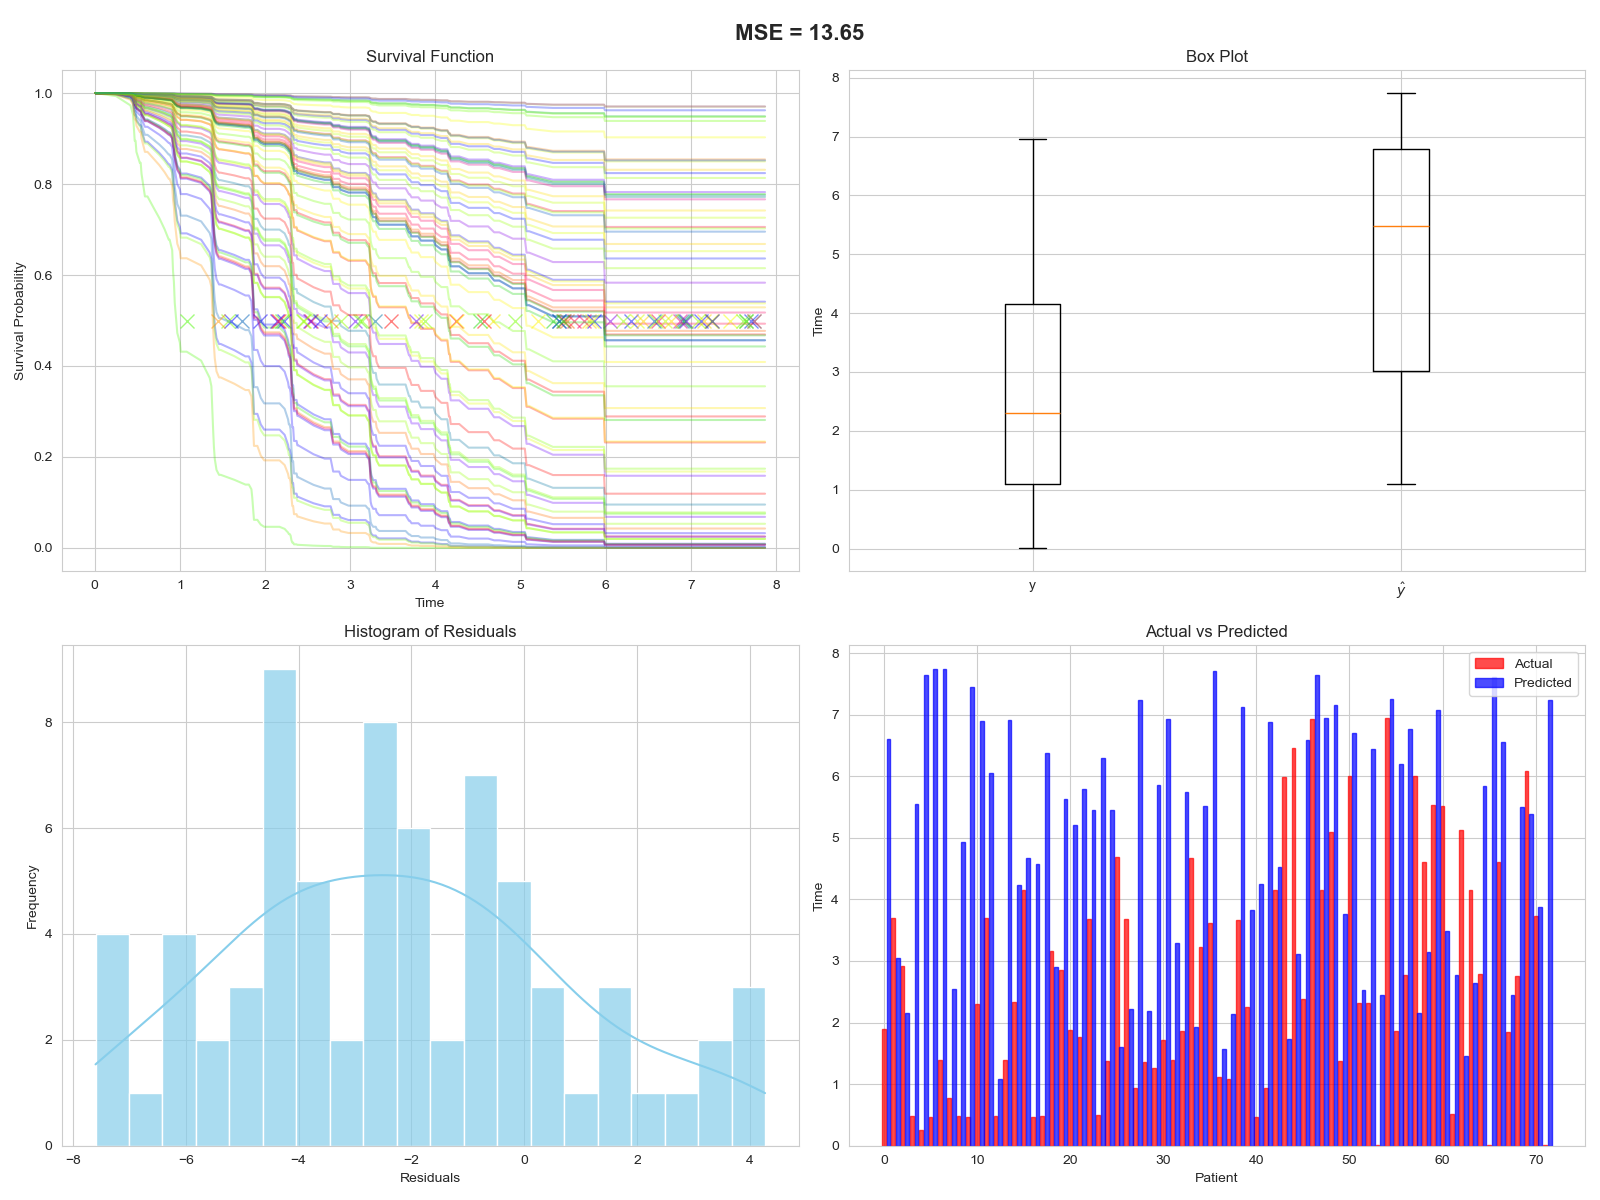 MSE = 13.65
Survival Function
Survival Probability
1.0
0.8
0.6
0.4
0.2
0.0
0 1 2 3 4 5 6 7 8
Time
Box Plot
Time
8
7
6
5
4
3
2
1
0
y ŷ
Histogram of Residuals
Frequency
8
6
4
2
0
−8 −6 −4 −2 0 2 4
Residuals
Actual vs Predicted
Actual
Predicted
Time
8
7
6
5
4
3
2
1
0
0 10 20 30 40 50 60 70
Patient